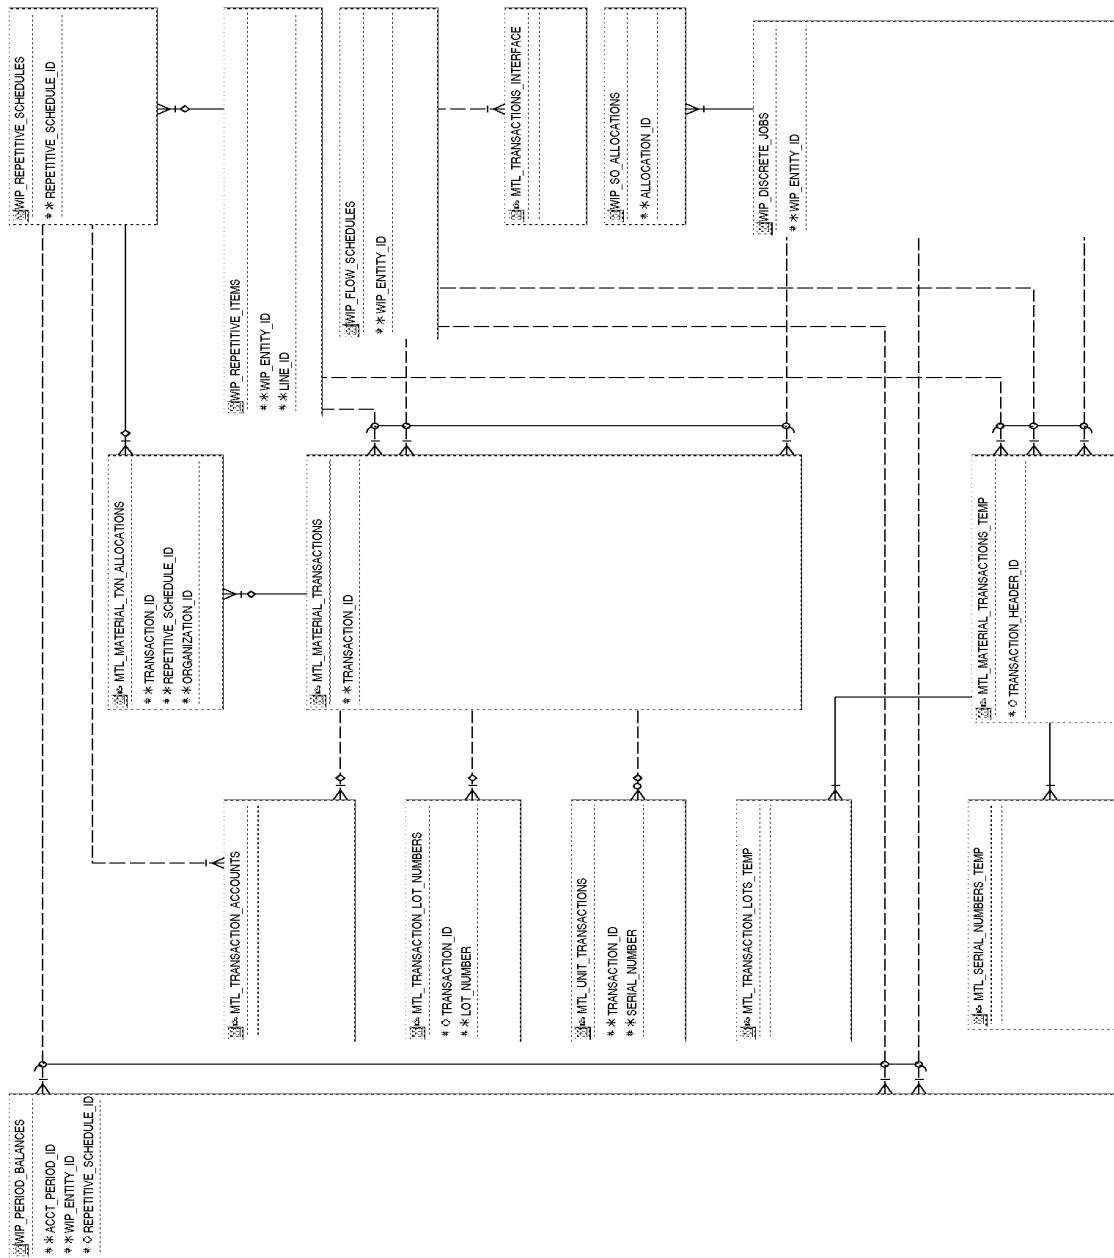 WIP_REPETITIVE_SCHEDULES
# * REPETITIVE_SCHEDULE_ID
WIP_REPETITIVE_ITEMS
# * WIP_ENTITY_ID
# * LINE_ID
WIP_FLOW_SCHEDULES
# * WIP_ENTITY_ID
MTL_TRANSACTIONS_INTERFACE
WIP_SO_ALLOCATIONS
# * ALLOCATION_ID
WIP_DISCRETE_JOBS
# * WIP_ENTITY_ID
MTL_MATERIAL_TXN_ALLOCATIONS
# * TRANSACTION_ID
# * REPETITIVE_SCHEDULE_ID
# * ORGANIZATION_ID
MTL_MATERIAL_TRANSACTIONS
# * TRANSACTION_ID
MTL_MATERIAL_TRANSACTIONS_TEMP
# O TRANSACTION_HEADER_ID
MTL_TRANSACTION_ACCOUNTS
MTL_TRANSACTION_LOT_NUMBERS
# O TRANSACTION_ID
# * LOT_NUMBER
MTL_UNIT_TRANSACTIONS
# * TRANSACTION_ID
# * SERIAL_NUMBER
MTL_TRANSACTION_LOTS_TEMP
MTL_SERIAL_NUMBERS_TEMP
WIP_PERIOD_BALANCES
# * ACCT_PERIOD_ID
# * WIP_ENTITY_ID
# O REPETITIVE_SCHEDULE_ID